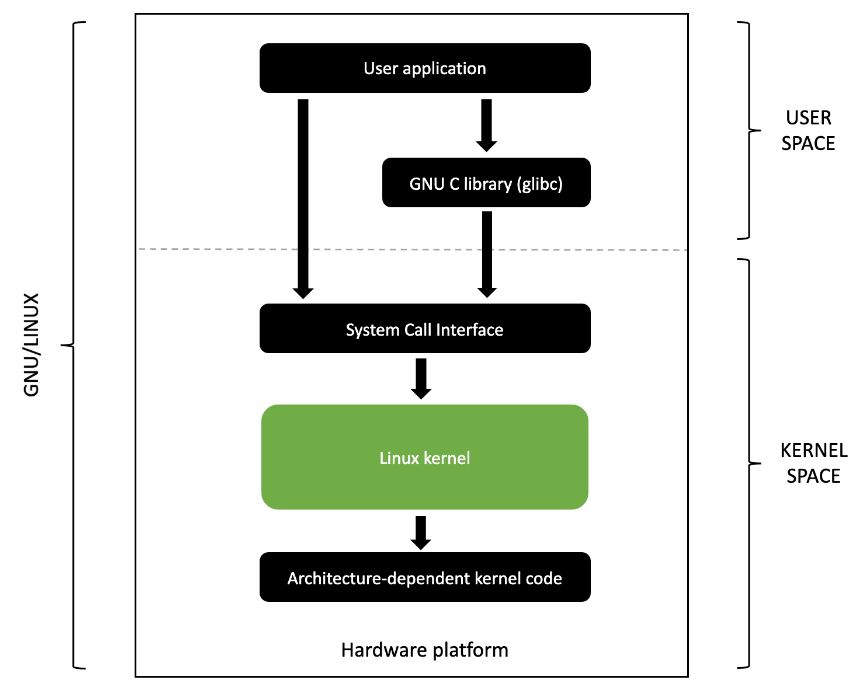 User application
USER
SPACE
GNU C library (glibc)
GNU/LINUX
System Call Interface
Linux kernel
KERNEL
SPACE
Architecture-dependent kernel code
Hardware platform